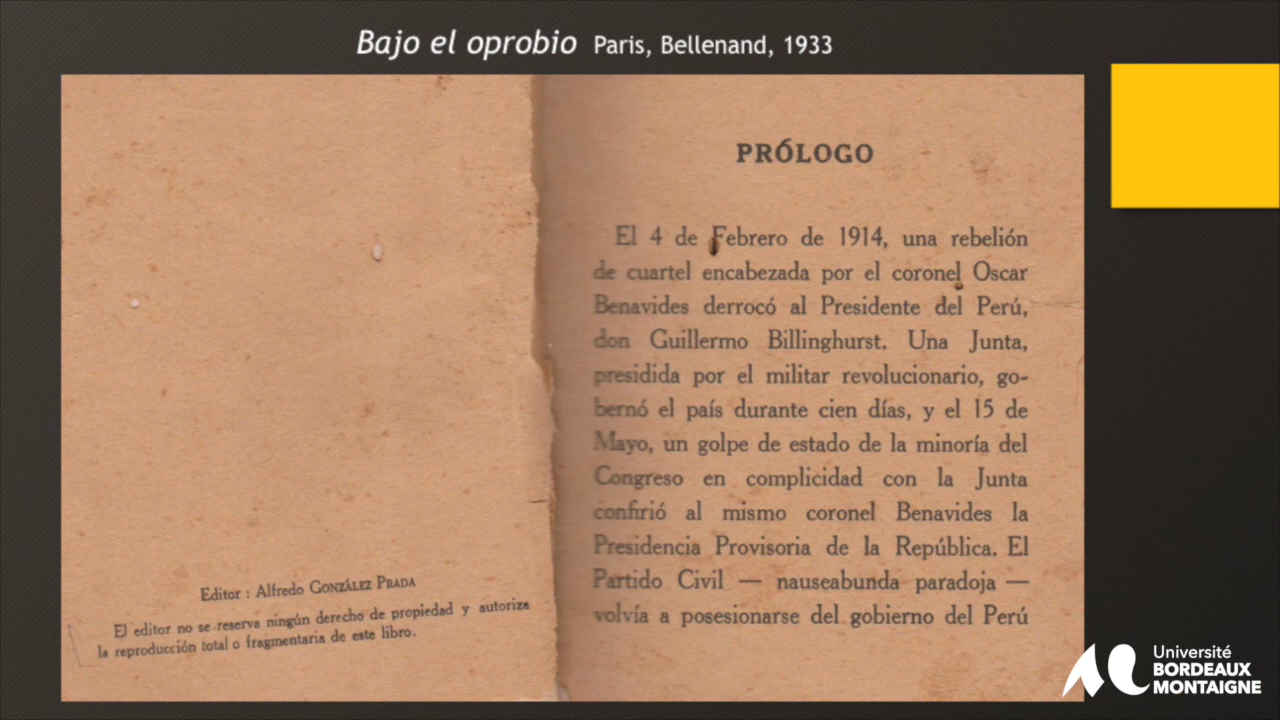 Bajo el oprobio Paris, Bellenand, 1933
Editor : Alfredo GONZÁLEZ PRADA
El editor no se reserva ningún derecho de propiedad y autoriza
la reproducción total o fragmentaria de este libro.
PRÓLOGO
El 4 de Febrero de 1914, una rebelión
de cuartel encabezada por el coronel Oscar
Benavides derrocó al Presidente del Perú,
don Guillermo Billinghurst. Una Junta,
presidida por el militar revolucionario, go-
bernó el país durante cien días, y el 15 de
Mayo, un golpe de estado de la minoría del
Congreso en complicidad con la Junta
confirió al mismo coronel Benavides la
Presidencia Provisoria de la República. El
Partido Civil — nauseabunda paradoja —
volvía a posesionarse del gobierno del Perú
Université
BORDEAUX
MONTAIGNE